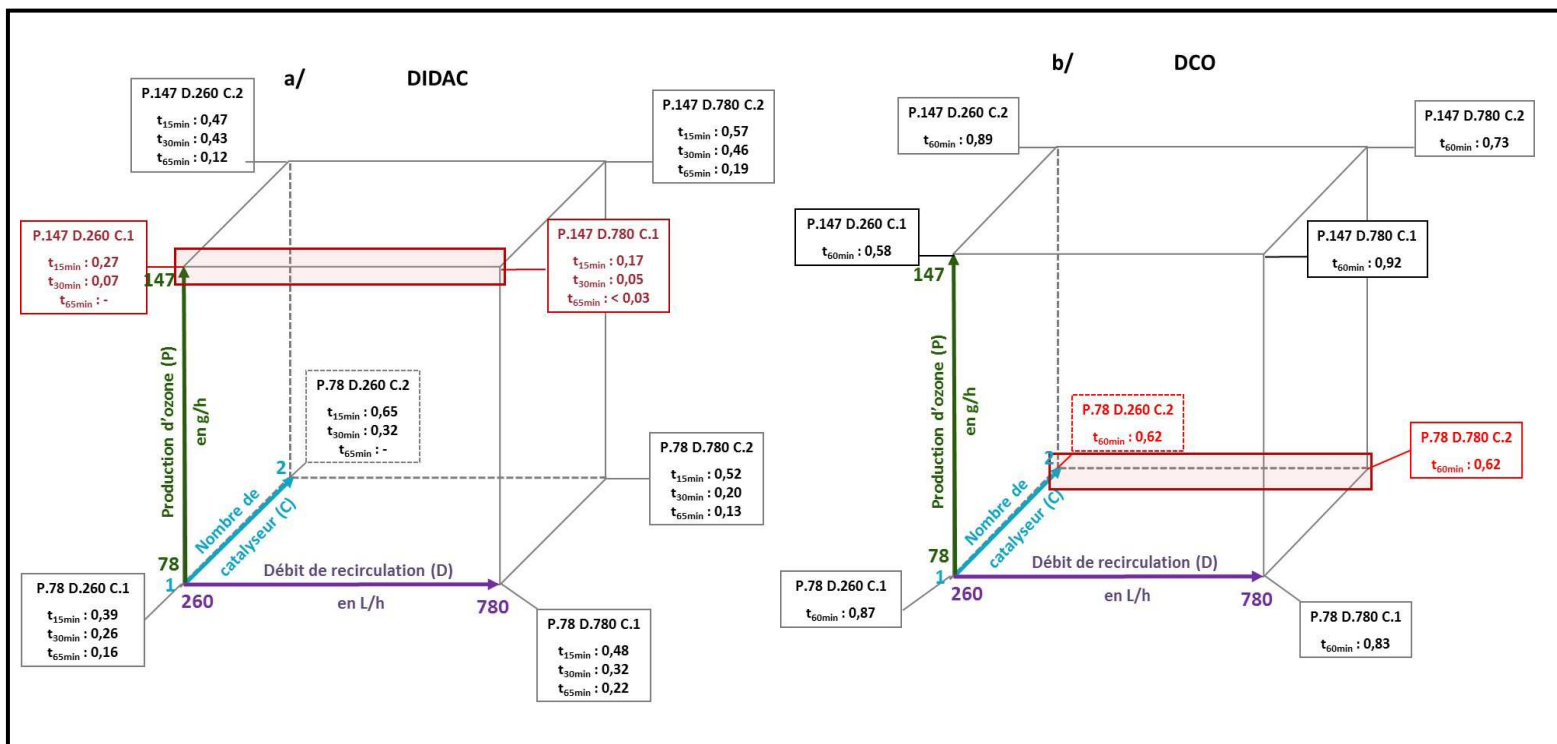 a/ DIDAC
P.147 D.260 C.2
t15min : 0,47
t30min : 0,43
t65min : 0,12
P.147 D.780 C.2
t15min : 0,57
t30min : 0,46
t65min : 0,19
P.147 D.260 C.1
t15min : 0,27
t30min : 0,07
t65min : -
P.147 D.780 C.1
t15min : 0,17
t30min : 0,05
t65min : < 0,03
147
Production d'ozone (P)
en g/h
78
P.78 D.260 C.2
t15min : 0,65
t30min : 0,32
t65min : -
2
Nombre de
catalyseur (C)
1
P.78 D.780 C.2
t15min : 0,52
t30min : 0,20
t65min : 0,13
260
Débit de recirculation (D)
en L/h
780
P.78 D.260 C.1
t15min : 0,39
t30min : 0,26
t65min : 0,16
P.78 D.780 C.1
t15min : 0,48
t30min : 0,32
t65min : 0,22
b/ DCO
P.147 D.260 C.2
t60min : 0,89
P.147 D.780 C.2
t60min : 0,73
P.147 D.260 C.1
t60min : 0,58
P.147 D.780 C.1
t60min : 0,92
147
Production d'ozone (P)
en g/h
78
P.78 D.260 C.2
t60min : 0,62
2
Nombre de
catalyseur (C)
1
P.78 D.780 C.2
t60min : 0,62
260
Débit de recirculation (D)
en L/h
780
P.78 D.260 C.1
t60min : 0,87
P.78 D.780 C.1
t60min : 0,83